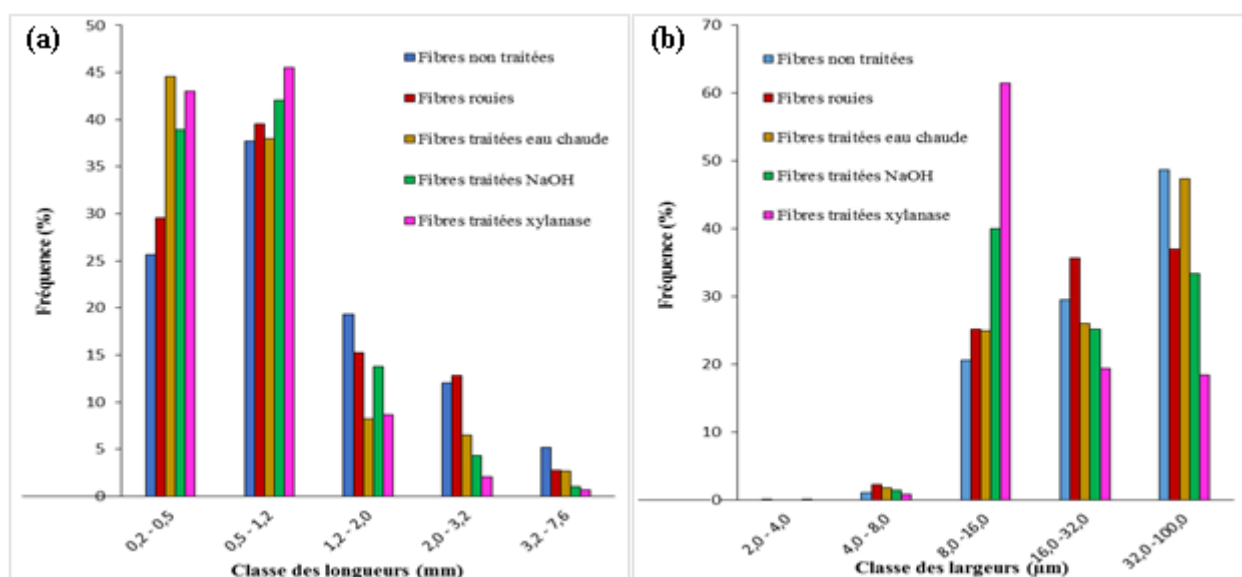 (a)
50
45
40
35
30
25
20
15
10
5
0
Fréquence (%)
Fibres non traitées
Fibres rouies
Fibres traitées eau chaude
Fibres traitées NaOH
Fibres traitées xylanase
0,2 - 0,5
0,5 - 1,2
1,2 - 2,0
2,0 - 3,2
3,2 - 7,6
Classe des longueurs (mm)
(b)
70
60
50
40
30
20
10
0
Fréquence (%)
Fibres non traitées
Fibres rouies
Fibres traitées eau chaude
Fibres traitées NaOH
Fibres traitées xylanase
2,0 - 4,0
4,0 - 8,0
8,0 -16,0
16,0 -32,0
32,0 -100,0
Classe des largeurs (µm)